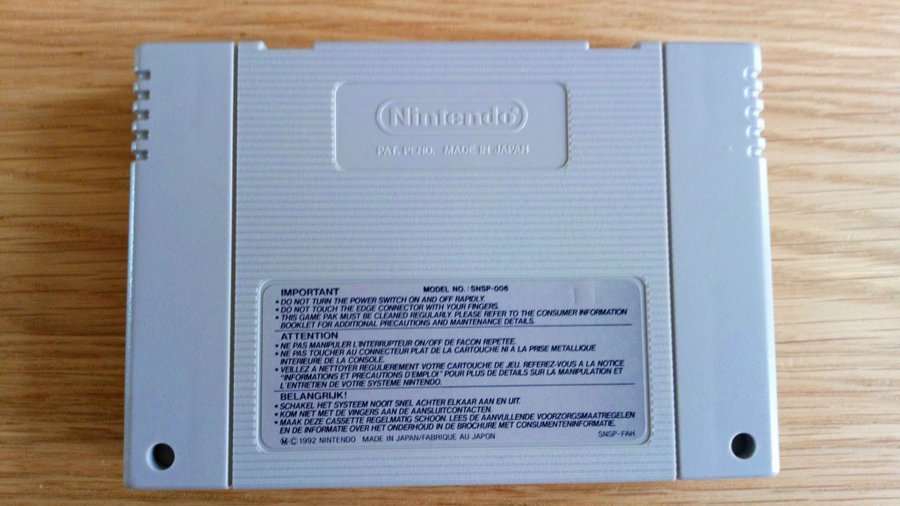 Nintendo®
PAT. PEND. MADE IN JAPAN
IMPORTANT MODEL NO.: SNSP-006
• DO NOT TURN THE POWER SWITCH ON AND OFF RAPIDLY.
• DO NOT TOUCH THE EDGE CONNECTOR WITH YOUR FINGERS.
• THIS GAME PAK MUST BE CLEANED REGULARLY. PLEASE REFER TO THE CONSUMER INFORMATION
BOOKLET FOR ADDITIONAL PRECAUTIONS AND MAINTENANCE DETAILS.
ATTENTION
• NE PAS MANIPULER L'INTERRUPTEUR ON/OFF DE FACON REPETEE.
• NE PAS TOUCHER AU CONNECTEUR PLAT DE LA CARTOUCHE NI A LA PRISE METALLIQUE
INTERIEURE DE LA CONSOLE.
• VEILLEZ A NETTOYER REGULIEREMENT VOTRE CARTOUCHE DE JEU. REFEREZ-VOUS A LA NOTICE
"INFORMATIONS ET PRECAUTIONS D'EMPLOI" POUR PLUS DE DETAILS SUR LA MANIPULATION ET
L'ENTRETIEN DE VOTRE SYSTEME NINTENDO.
BELANGRIJK!
• SCHAKEL HET SYSTEEM NOOIT SNEL ACHTER ELKAAR AAN EN UIT.
• KOM NIET MET DE VINGERS AAN DE AANSLUITCONTACTEN.
• MAAK DEZE CASSETTE REGELMATIG SCHOON. LEES DE AANVULLENDE VOORZORGSMAATREGELEN
EN DE INFORMATIE OVER HET ONDERHOUD IN DE BROCHURE MET CONSUMENTENINFORMATIE.
M·© 1992 NINTENDO MADE IN JAPAN/FABRIQUE AU JAPON SNSP-FAH